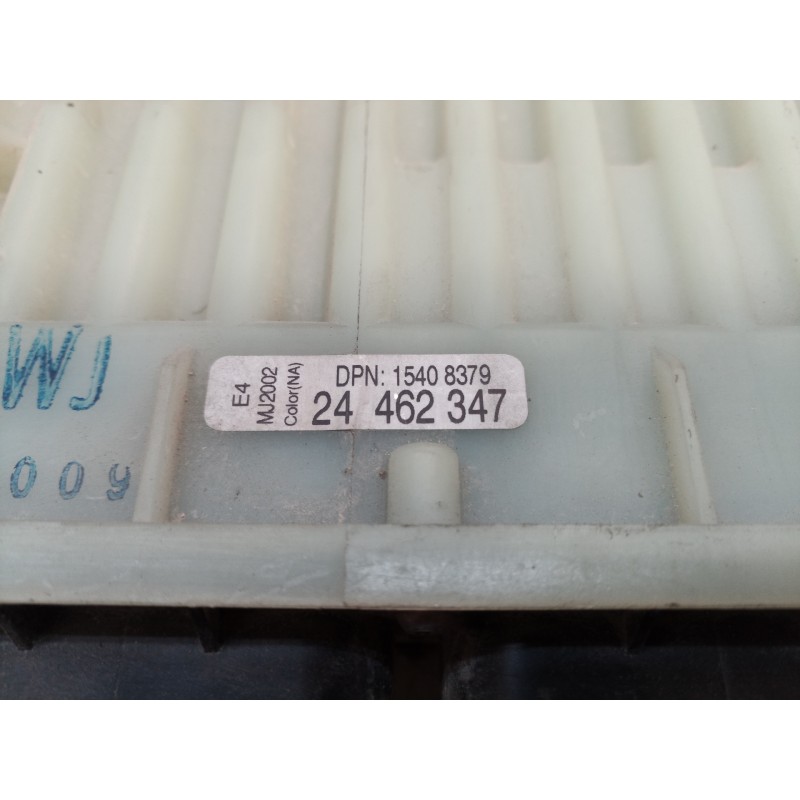 WJ
009
E4
MJ2002
Color(NA)
DPN: 1540 8379
24 462 347